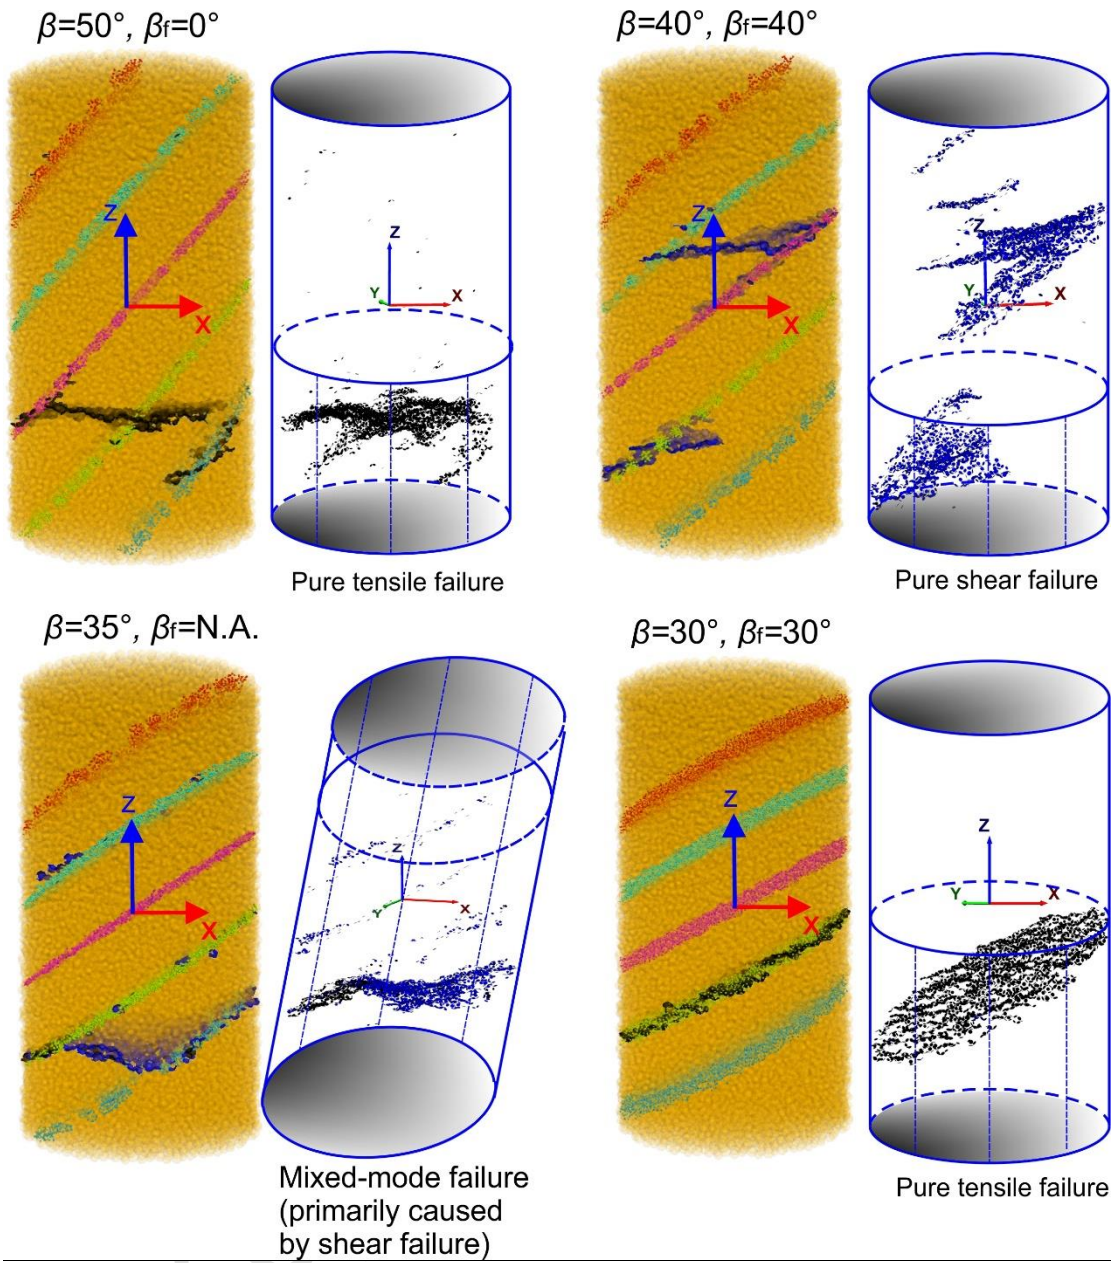 β=50°, βf=0°
β=40°, βf=40°
Z
X
Z
Y
X
Z
X
Z
Y
X
Pure tensile failure
Pure shear failure
β=35°, βf=N.A.
β=30°, βf=30°
Z
X
Z
Y
X
Z
X
Z
Y
X
Mixed-mode failure
(primarily caused
by shear failure)
Pure tensile failure